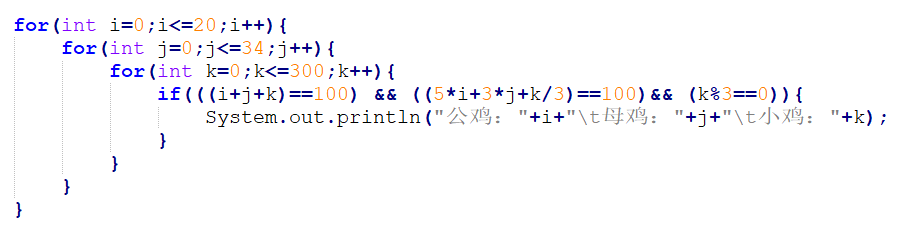 for(int i=0;i<=20;i++){
    for(int j=0;j<=34;j++){
        for(int k=0;k<=300;k++){
            if(((i+j+k)==100) && ((5*i+3*j+k/3)==100)&& (k%3==0)){
                System.out.println("公鸡："+i+"\t母鸡："+j+"\t小鸡："+k);
            }
        }
    }
}